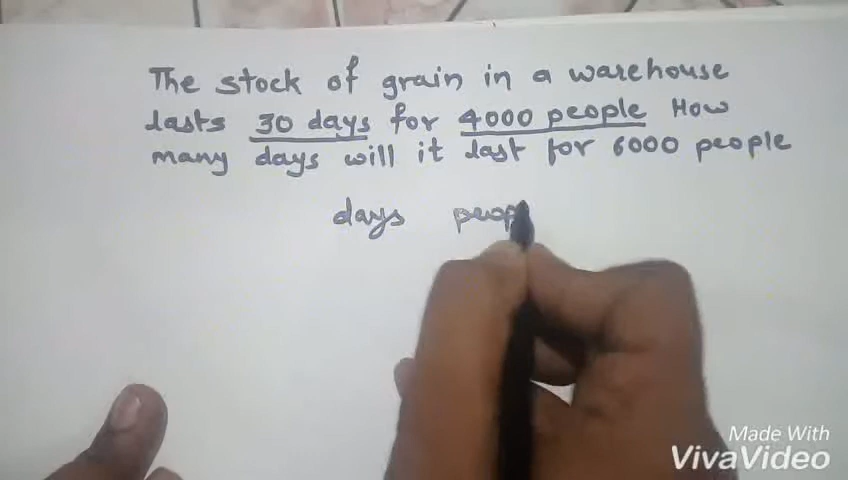 The stock of grain in a warehouse
lasts 30 days for 4000 people How
many days will it last for 6000 people
days peop
Made With
VivaVideo